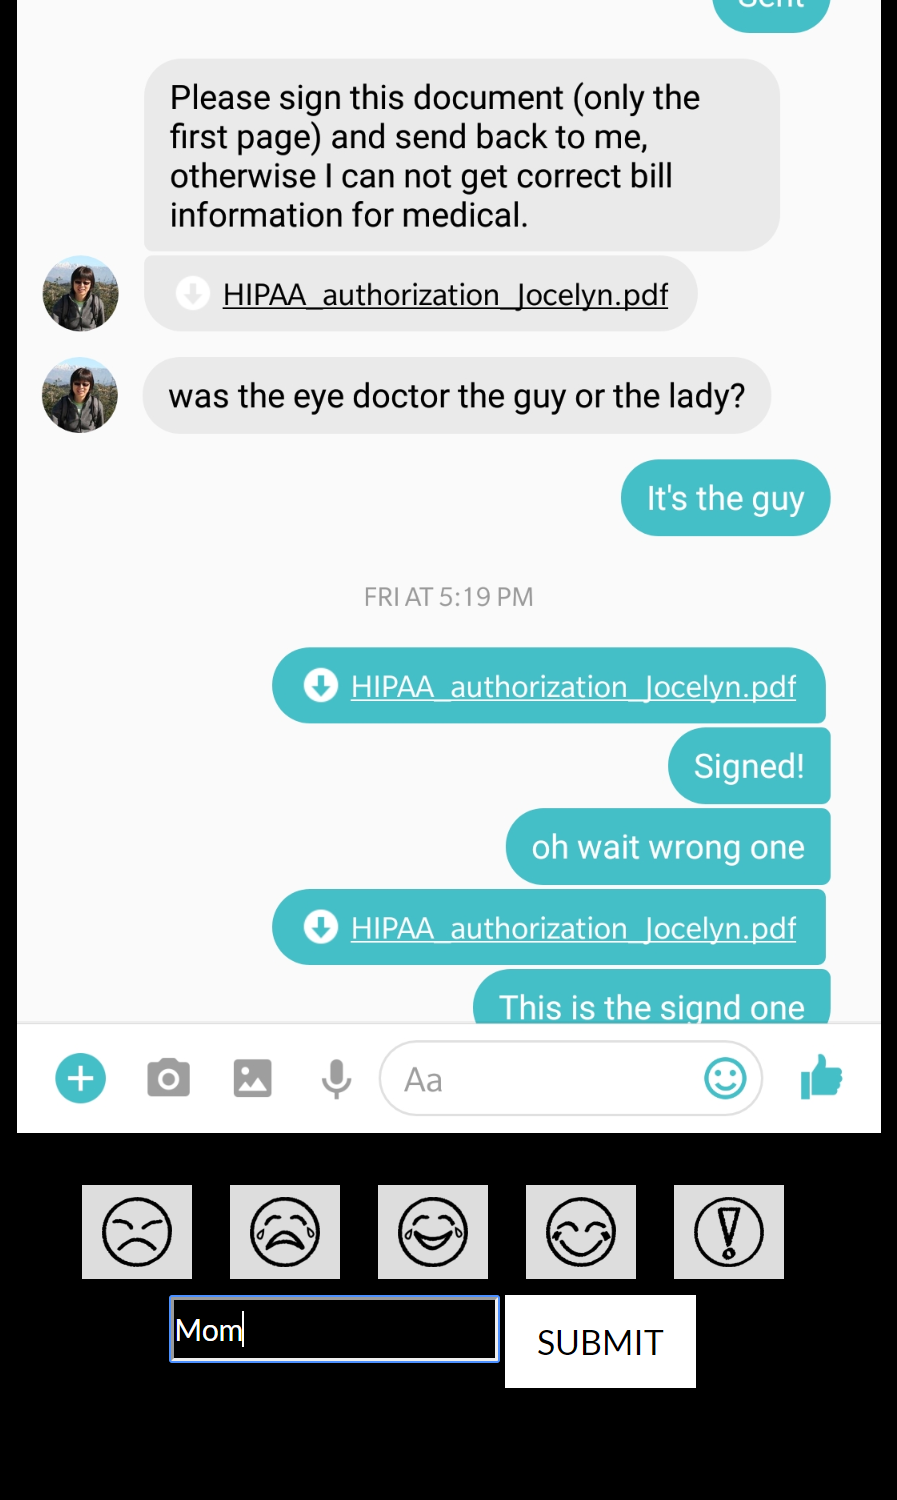 Sent
Please sign this document (only the
first page) and send back to me,
otherwise I can not get correct bill
information for medical.
HIPAA_authorization_Jocelyn.pdf
was the eye doctor the guy or the lady?
It's the guy
FRI AT 5:19 PM
HIPAA_authorization_Jocelyn.pdf
Signed!
oh wait wrong one
HIPAA_authorization_Jocelyn.pdf
This is the signd one
Aa
Mom
SUBMIT